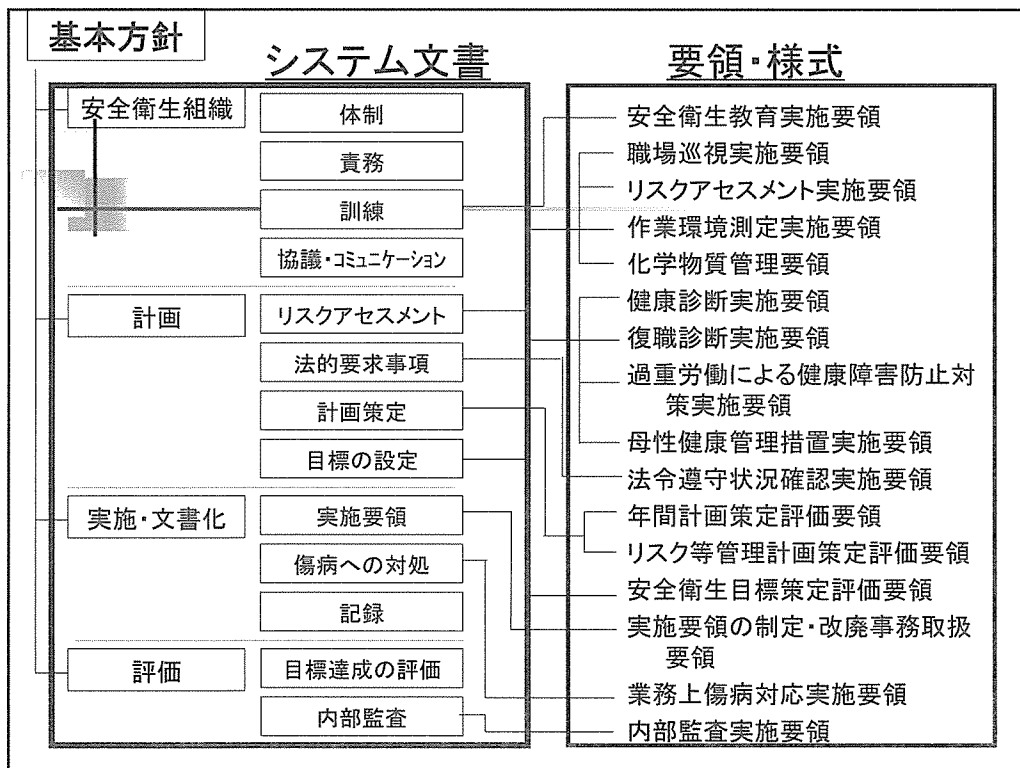 基本方針
システム文書
要領・様式
安全衛生組織
体制
責務
訓練
協議・コミュニケーション
計画
リスクアセスメント
法的要求事項
計画策定
目標の設定
実施・文書化
実施要領
傷病への対処
記録
評価
目標達成の評価
内部監査
安全衛生教育実施要領
職場巡視実施要領
リスクアセスメント実施要領
作業環境測定実施要領
化学物質管理要領
健康診断実施要領
復職診断実施要領
過重労働による健康障害防止対
策実施要領
母性健康管理措置実施要領
法令遵守状況確認実施要領
年間計画策定評価要領
リスク等管理計画策定評価要領
安全衛生目標策定評価要領
実施要領の制定・改廃事務取扱
要領
業務上傷病対応実施要領
内部監査実施要領